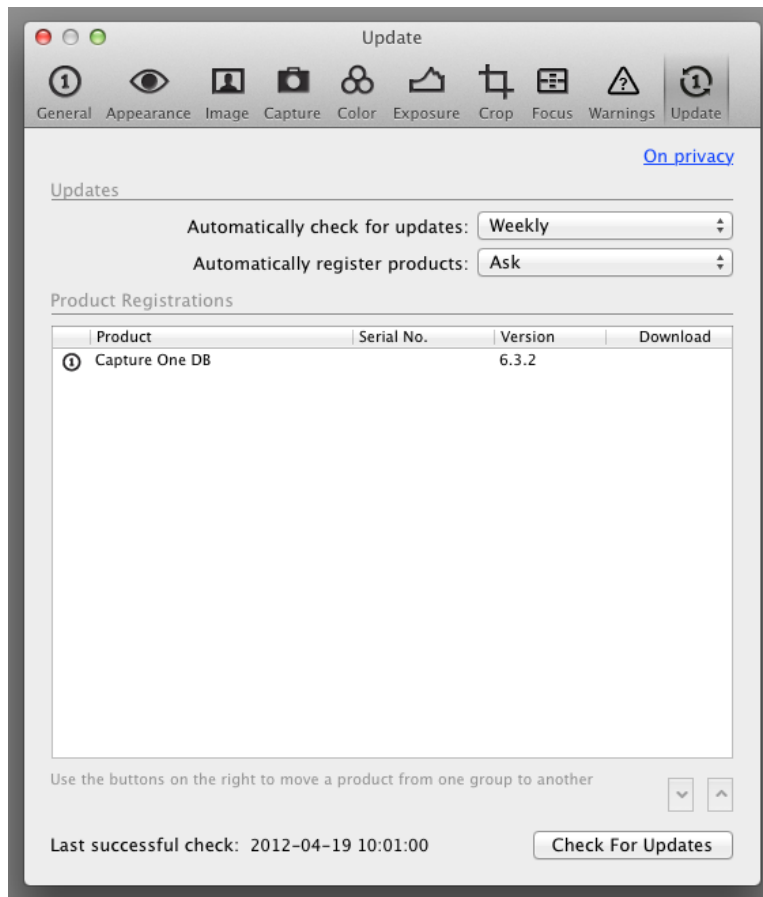 Update
General Appearance Image Capture Color Exposure Crop Focus Warnings Update
On privacy
Updates
Automatically check for updates: Weekly
Automatically register products: Ask
Product Registrations
Product Serial No. Version Download
1 Capture One DB 6.3.2
Use the buttons on the right to move a product from one group to another
Last successful check: 2012-04-19 10:01:00 Check For Updates